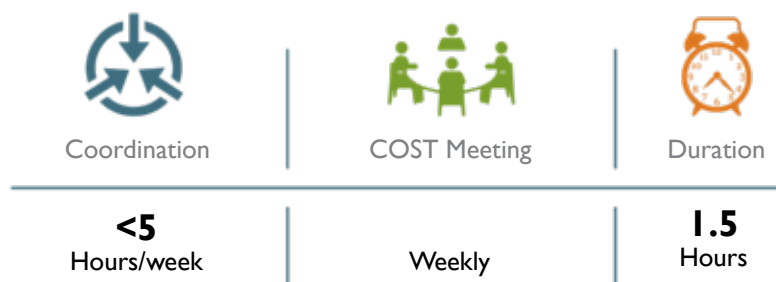 Coordination
COST Meeting
Duration
<5
Hours/week
Weekly
1.5
Hours